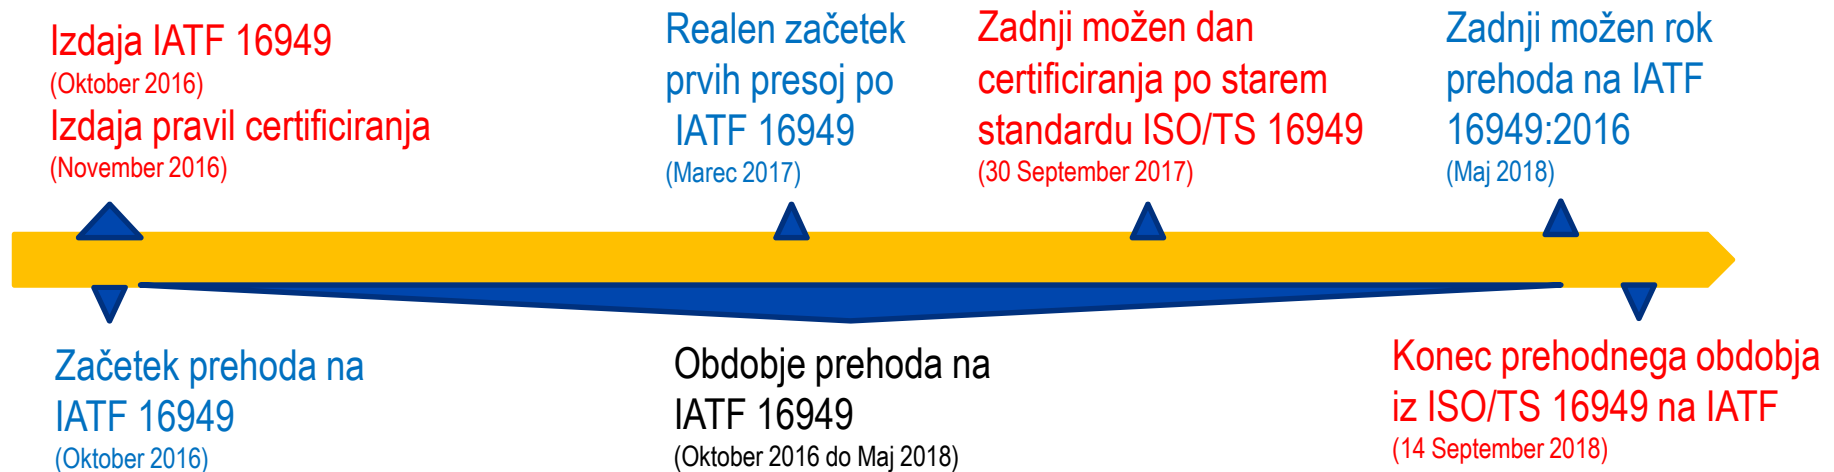 Izdaja IATF 16949
(Oktober 2016)
Izdaja pravil certificiranja
(November 2016)
Realen začetek
prvih presoj po
IATF 16949
(Marec 2017)
Zadnji možen dan
certificiranja po starem
standardu ISO/TS 16949
(30 September 2017)
Zadnji možen rok
prehoda na IATF
16949:2016
(Maj 2018)
Začetek prehoda na
IATF 16949
(Oktober 2016)
Obdobje prehoda na
IATF 16949
(Oktober 2016 do Maj 2018)
Konec prehodnega obdobja
iz ISO/TS 16949 na IATF
(14 September 2018)